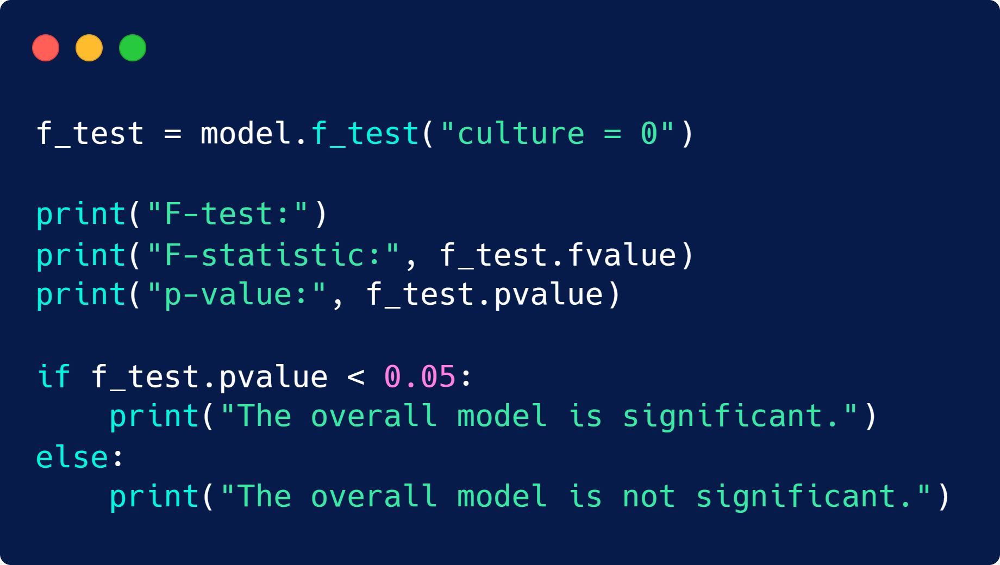 f_test = model.f_test("culture = 0")
print("F-test:")
print("F-statistic:", f_test.fvalue)
print("p-value:", f_test.pvalue)
if f_test.pvalue < 0.05:
    print("The overall model is significant.")
else:
    print("The overall model is not significant.")